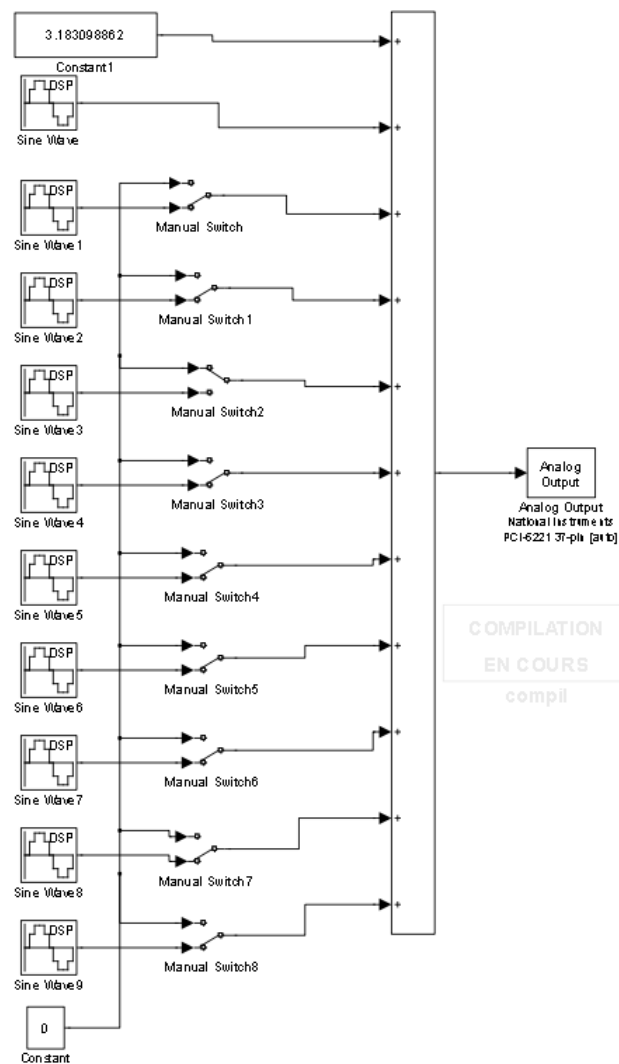 3.183098862
Constant1
DSP
Sine Wave
DSP
Sine Wave1
Manual Switch
DSP
Sine Wave2
Manual Switch1
DSP
Sine Wave3
Manual Switch2
DSP
Sine Wave4
Manual Switch3
DSP
Sine Wave5
Manual Switch4
DSP
Sine Wave6
Manual Switch5
DSP
Sine Wave7
Manual Switch6
DSP
Sine Wave8
Manual Switch7
DSP
Sine Wave9
Manual Switch8
0
Constant
+
+
+
+
+
+
+
+
+
+
+
Analog
Output
Analog Output
National Instruments
PCI-6221 37-pin [auto]
COMPILATION
EN COURS
compil